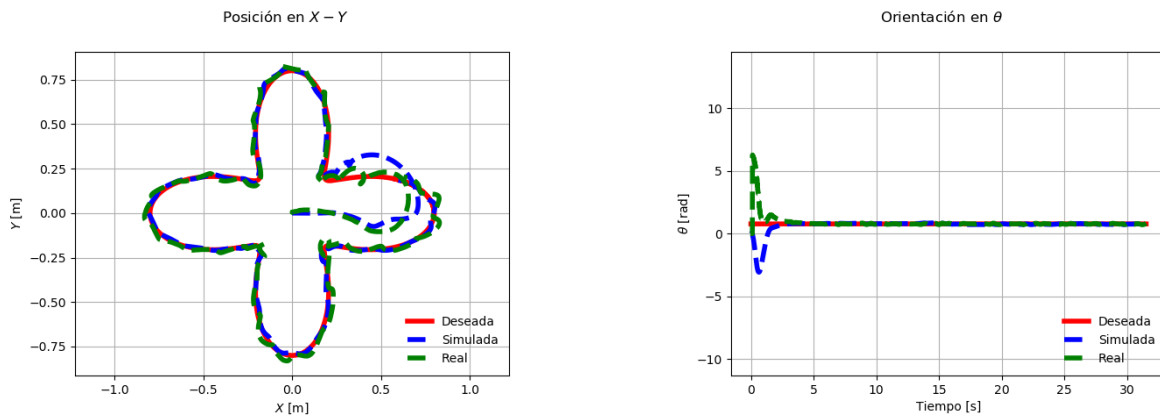 Posición en X − Y
0.75
0.50
0.25
0.00
−0.25
−0.50
−0.75
Y [m]
−1.0
−0.5
0.0
0.5
1.0
X [m]
Deseada
Simulada
Real
Orientación en θ
10
5
0
−5
−10
θ [rad]
0
5
10
15
20
25
30
Tiempo [s]
Deseada
Simulada
Real